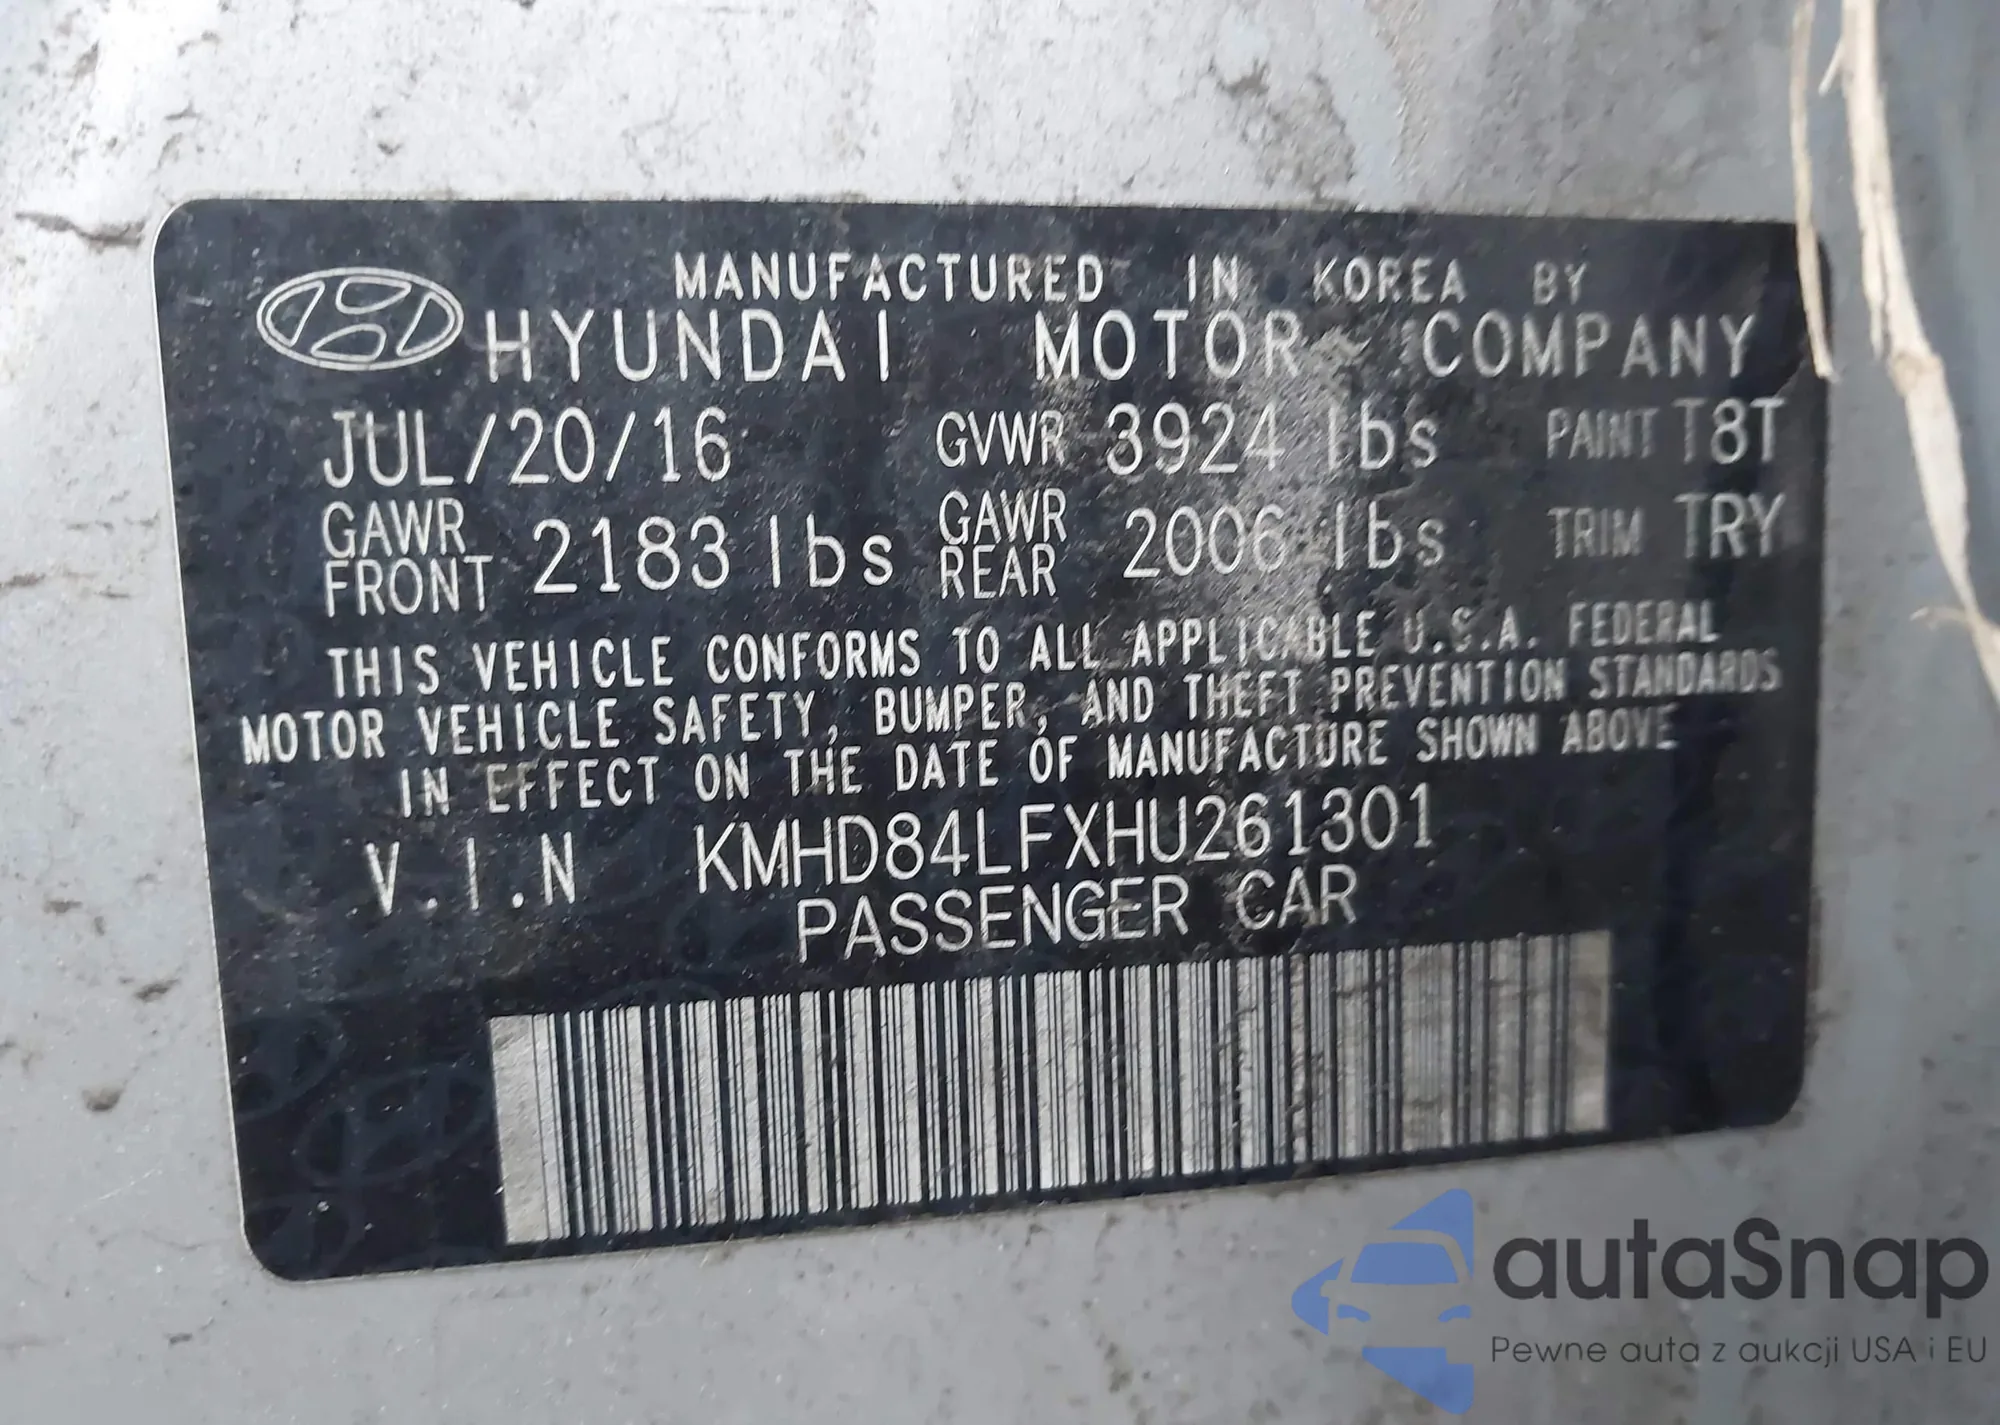 MANUFACTURED IN KOREA BY
HYUNDAI MOTOR COMPANY
JUL/20/16 GVWR 3924 lbs PAINT T8T
GAWR FRONT 2183 lbs GAWR REAR 2006 lbs TRIM TRY
THIS VEHICLE CONFORMS TO ALL APPLICABLE U.S.A. FEDERAL
MOTOR VEHICLE SAFETY, BUMPER, AND THEFT PREVENTION STANDARDS
IN EFFECT ON THE DATE OF MANUFACTURE SHOWN ABOVE
V.I.N KMHD84LFXHU261301
PASSENGER CAR
autaSnap
Pewne auta z aukcji USA i EU